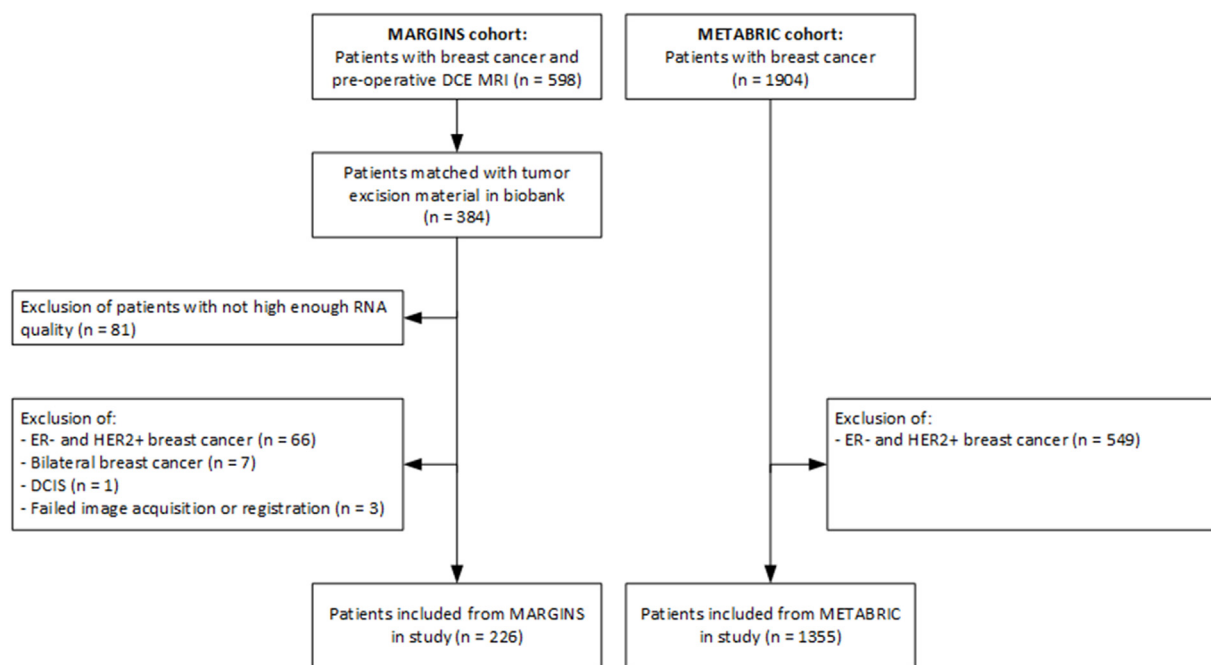 MARGINS cohort:
Patients with breast cancer and
pre-operative DCE MRI (n = 598)
METABRIC cohort:
Patients with breast cancer
(n = 1904)
Patients matched with tumor
excision material in biobank
(n = 384)
Exclusion of patients with not high enough RNA
quality (n = 81)
Exclusion of:
- ER- and HER2+ breast cancer (n = 66)
- Bilateral breast cancer (n = 7)
- DCIS (n = 1)
- Failed image acquisition or registration (n = 3)
Exclusion of:
- ER- and HER2+ breast cancer (n = 549)
Patients included from MARGINS
in study (n = 226)
Patients included from METABRIC
in study (n = 1355)